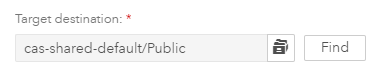 Target destination: *
cas-shared-default/Public Find